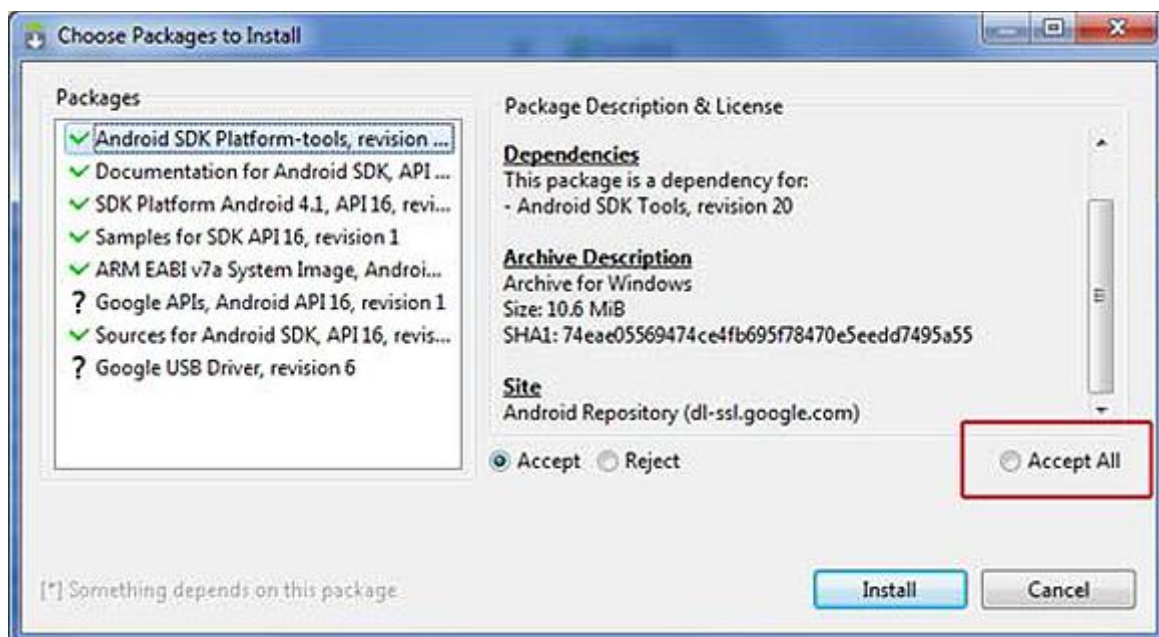 Choose Packages to Install
Packages
Android SDK Platform-tools, revision ...
Documentation for Android SDK, API ...
SDK Platform Android 4.1, API 16, revi...
Samples for SDK API 16, revision 1
ARM EABI v7a System Image, Androi...
? Google APIs, Android API 16, revision 1
Sources for Android SDK, API 16, revis...
? Google USB Driver, revision 6
Package Description & License
Dependencies
This package is a dependency for:
- Android SDK Tools, revision 20
Archive Description
Archive for Windows
Size: 10.6 MiB
SHA1: 74eae05569474ce4fb695f78470e5eedd7495a55
Site
Android Repository (dl-ssl.google.com)
Accept Reject Accept All
[*] Something depends on this package
Install Cancel